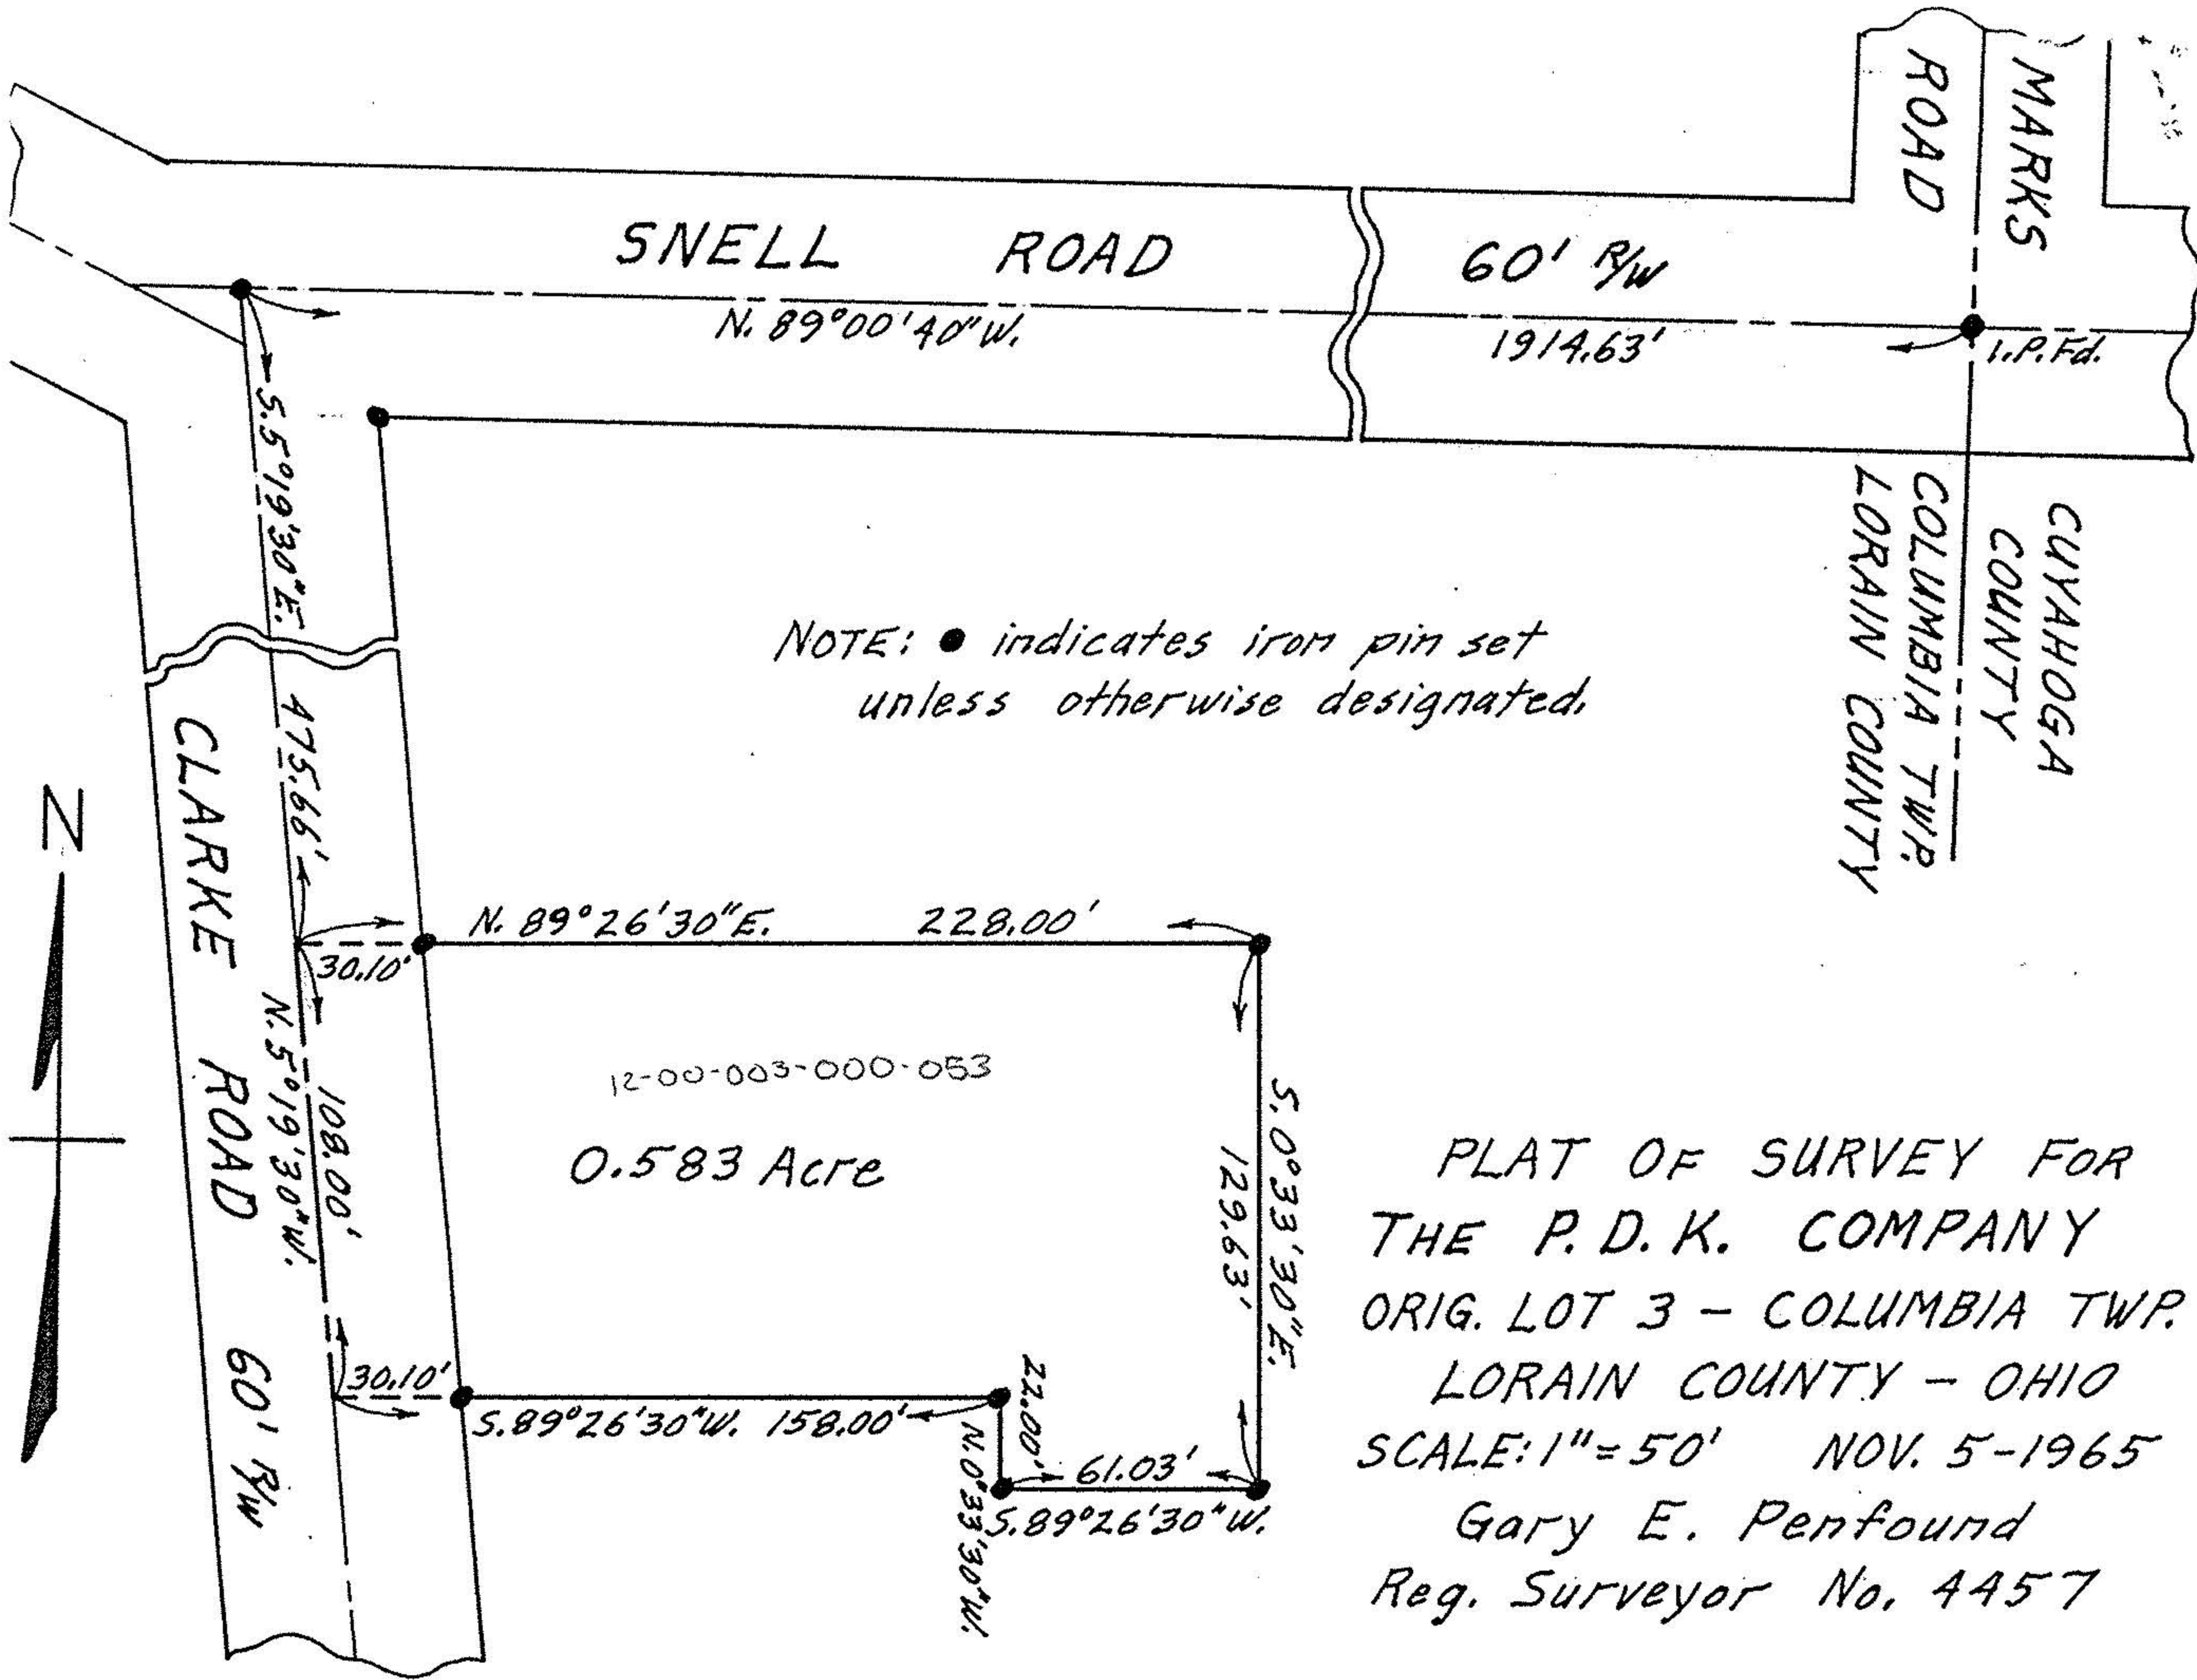 MARKS
ROAD
SNELL ROAD 60' R/W
N. 89°00'40"W. 1914.63' I.P.Fd.
S.5°19'30"E.
475.66'
CUYAHOGA
COUNTY
COLUMBIA TWP.
LORAIN COUNTY
NOTE: ● indicates iron pin set
unless otherwise designated.
N
CLARKE ROAD 60' R/W
N. 89°26'30"E. 228.00'
30.10'
108.00'
N.5°19'30"W.
12-00-003-000-053
0.583 Acre
S.0°33'30"E.
129.63'
30.10'
S.89°26'30"W. 158.00'
22.00'
N.0°33'30"W.
61.03'
S.89°26'30"W.
PLAT OF SURVEY FOR
THE P. D. K. COMPANY
ORIG. LOT 3 - COLUMBIA TWP.
LORAIN COUNTY - OHIO
SCALE: 1"=50' NOV. 5-1965
Gary E. Penfound
Reg. Surveyor No. 4457